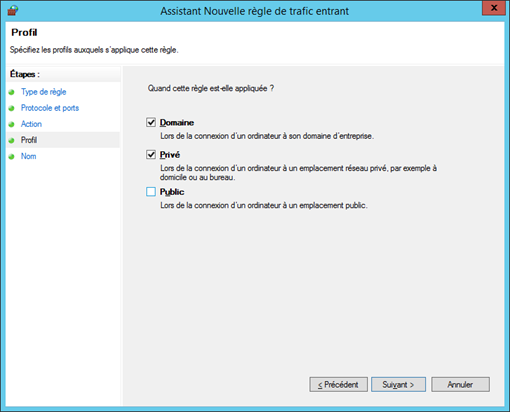 Assistant Nouvelle règle de trafic entrant
Profil
Spécifiez les profils auxquels s'applique cette règle.
Étapes :
Type de règle
Protocole et ports
Action
Profil
Nom
Quand cette règle est-elle appliquée ?
Domaine
Lors de la connexion d'un ordinateur à son domaine d'entreprise.
Privé
Lors de la connexion d'un ordinateur à un emplacement réseau privé, par exemple à
domicile ou au bureau.
Public
Lors de la connexion d'un ordinateur à un emplacement public.
< Précédent
Suivant >
Annuler